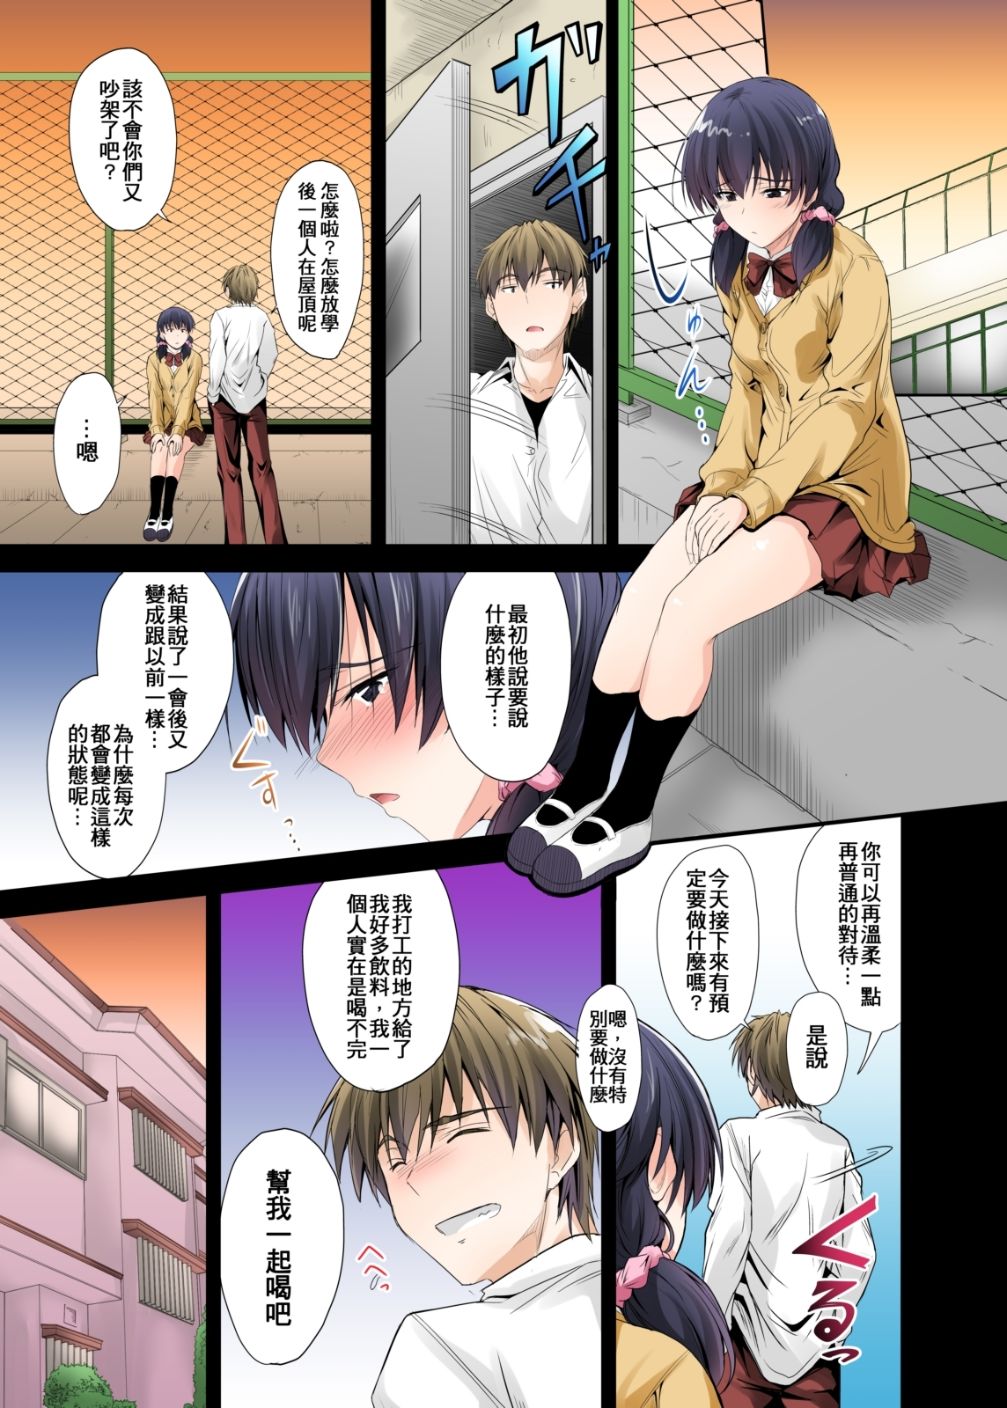 しゅん…
ガチャ
怎麼啦？怎麼放學
後一個人在屋頂呢
該不會你們又
吵架了吧？
…嗯
最初他說要說
什麼的樣子…
ぐすっ…
結果說了一會後又
變成跟以前一樣…
為什麼每次
都會變成這樣
的狀態呢…
你可以再溫柔一點
再普通的對待…
是說
今天接下來有預
定要做什麼嗎？
くるっ
嗯，沒有特
別要做什麼
我打工的地方給了
我好多飲料，我一
個人實在是喝不完
へへっ
幫我一起喝吧